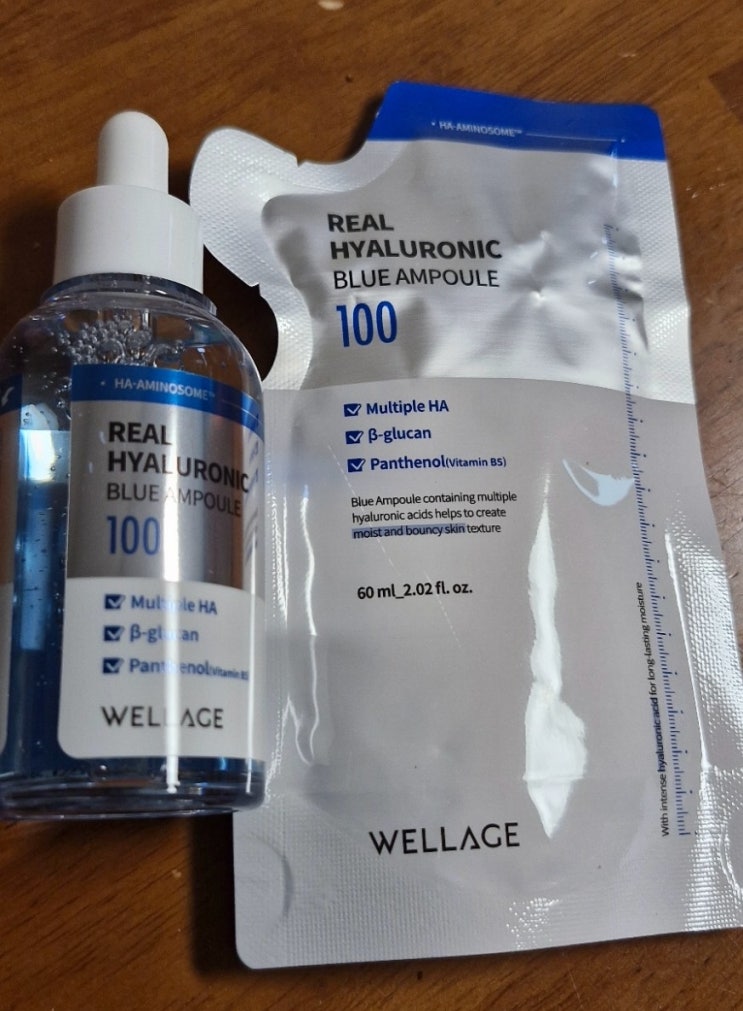 HA-AMINOSOME™
REAL
HYALURONIC
BLUE AMPOULE
100
Multiple HA
β-glucan
Panthenol(Vitamin B5)
WELLAGE
HA-AMINOSOME™
REAL
HYALURONIC
BLUE AMPOULE
100
Multiple HA
β-glucan
Panthenol(Vitamin B5)
Blue Ampoule containing multiple
hyaluronic acids helps to create
moist and bouncy skin texture
60 ml_2.02 fl. oz.
With intense hyaluronic acid for long-lasting moisture
WELLAGE